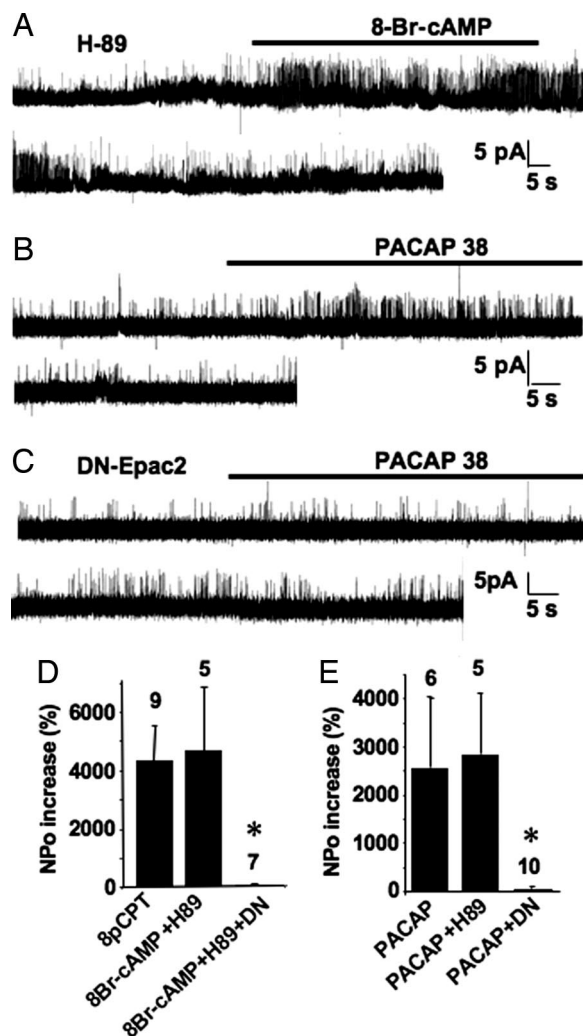 A
H-89
8-Br-cAMP
5 pA
5 s
B
PACAP 38
5 pA
5 s
C
DN-Epac2
PACAP 38
5pA
5 s
D
NPo increase (%)
6000
4000
2000
0
9
5
*
7
8pCPT
8Br-cAMP+H89
8Br-cAMP+H89+DN
E
NPo increase (%)
4000
3000
2000
1000
0
6
5
*
10
PACAP
PACAP+H89
PACAP+DN